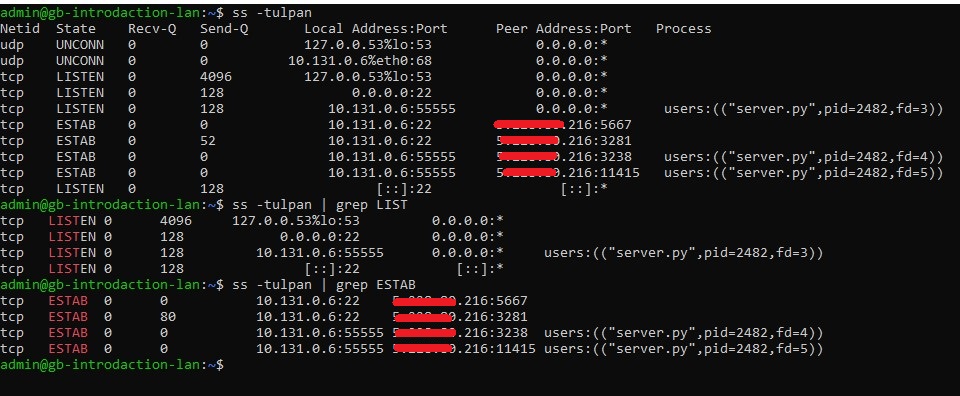 admin@gb-introdaction-lan:~$ ss -tulpan
Netid State Recv-Q Send-Q Local Address:Port Peer Address:Port Process
udp UNCONN 0 0 127.0.0.53%lo:53 0.0.0.0:*
udp UNCONN 0 0 10.131.0.6%eth0:68 0.0.0.0:*
tcp LISTEN 0 4096 127.0.0.53%lo:53 0.0.0.0:*
tcp LISTEN 0 128 0.0.0.0:22 0.0.0.0:*
tcp LISTEN 0 128 10.131.0.6:55555 0.0.0.0:* users:(("server.py",pid=2482,fd=3))
tcp ESTAB 0 0 10.131.0.6:22 .216:5667
tcp ESTAB 0 52 10.131.0.6:22 .216:3281
tcp ESTAB 0 0 10.131.0.6:55555 .216:3238 users:(("server.py",pid=2482,fd=4))
tcp ESTAB 0 0 10.131.0.6:55555 .216:11415 users:(("server.py",pid=2482,fd=5))
tcp LISTEN 0 128 [::]:22 [::]:*
admin@gb-introdaction-lan:~$ ss -tulpan | grep LIST
tcp LISTEN 0 4096 127.0.0.53%lo:53 0.0.0.0:*
tcp LISTEN 0 128 0.0.0.0:22 0.0.0.0:*
tcp LISTEN 0 128 10.131.0.6:55555 0.0.0.0:* users:(("server.py",pid=2482,fd=3))
tcp LISTEN 0 128 [::]:22 [::]:*
admin@gb-introdaction-lan:~$ ss -tulpan | grep ESTAB
tcp ESTAB 0 0 10.131.0.6:22 .216:5667
tcp ESTAB 0 80 10.131.0.6:22 .216:3281
tcp ESTAB 0 0 10.131.0.6:55555 .216:3238 users:(("server.py",pid=2482,fd=4))
tcp ESTAB 0 0 10.131.0.6:55555 .216:11415 users:(("server.py",pid=2482,fd=5))
admin@gb-introdaction-lan:~$